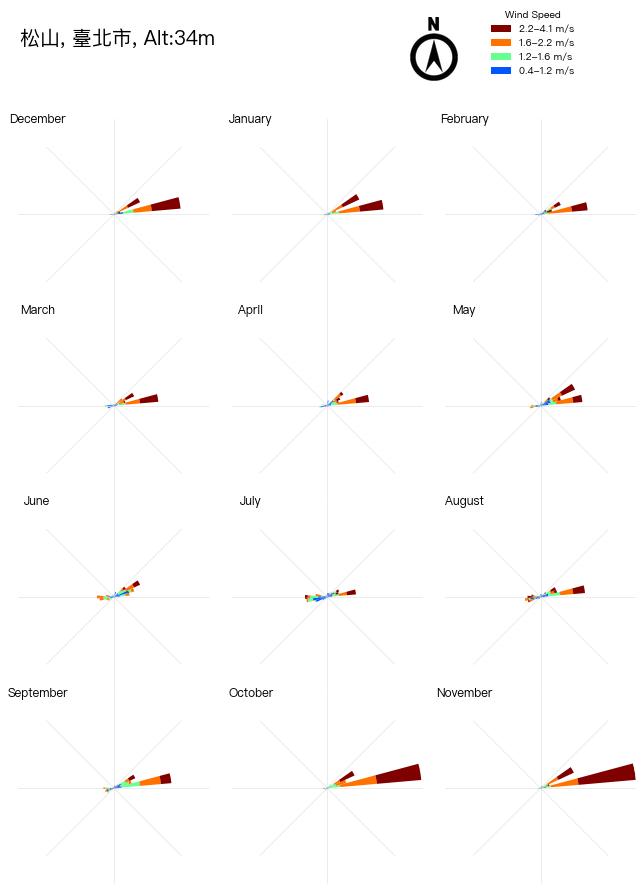 松山, 臺北市, Alt:34m
N
Wind Speed
2.2–4.1 m/s
1.6–2.2 m/s
1.2–1.6 m/s
0.4–1.2 m/s
December
January
February
March
April
May
June
July
August
September
October
November